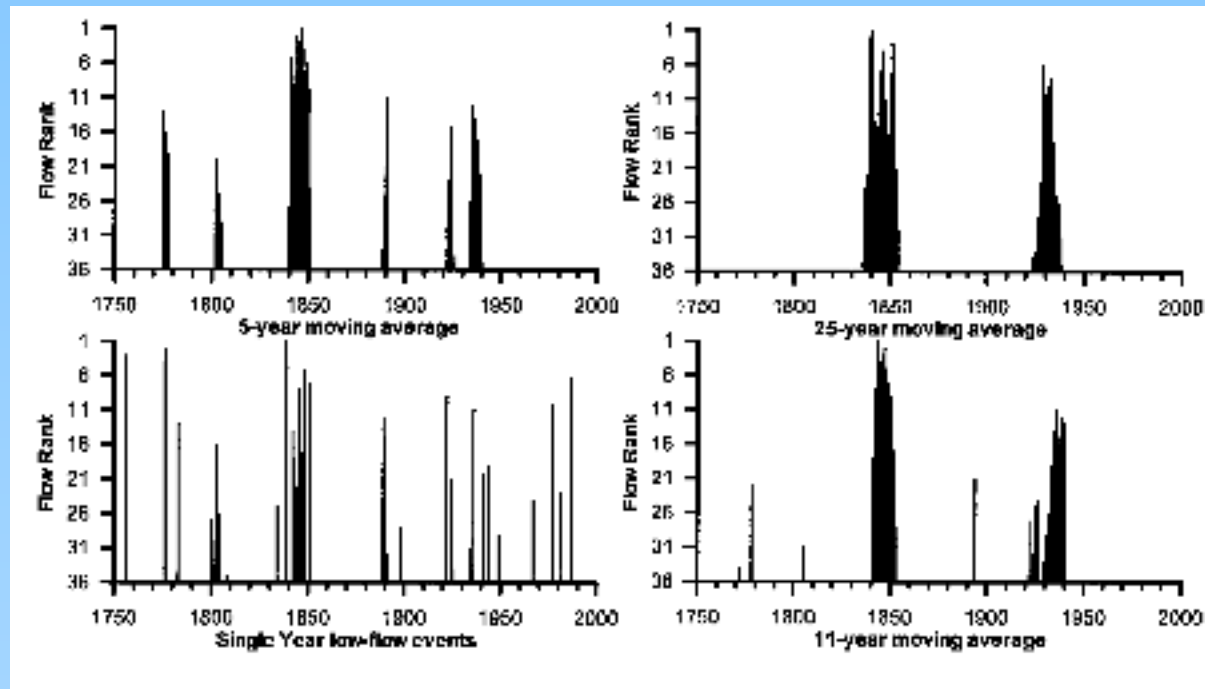 Flow Rank
1
6
11
16
21
26
31
36
1750 1800 1850 1900 1950 2000
5-year moving average
Flow Rank
1
6
11
16
21
26
31
36
1750 1800 1850 1900 1950 2000
25-year moving average
Flow Rank
1
6
11
16
21
26
31
36
1750 1800 1850 1900 1950 2000
Single Year low-flow events
Flow Rank
1
6
11
16
21
26
31
36
1750 1800 1850 1900 1950 2000
11-year moving average